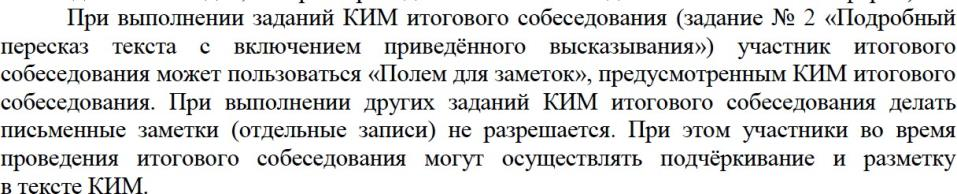 При выполнении заданий КИМ итогового собеседования (задание № 2 «Подробный
пересказ текста с включением приведённого высказывания») участник итогового
собеседования может пользоваться «Полем для заметок», предусмотренным КИМ итогового
собеседования. При выполнении других заданий КИМ итогового собеседования делать
письменные заметки (отдельные записи) не разрешается. При этом участники во время
проведения итогового собеседования могут осуществлять подчёркивание и разметку
в тексте КИМ.